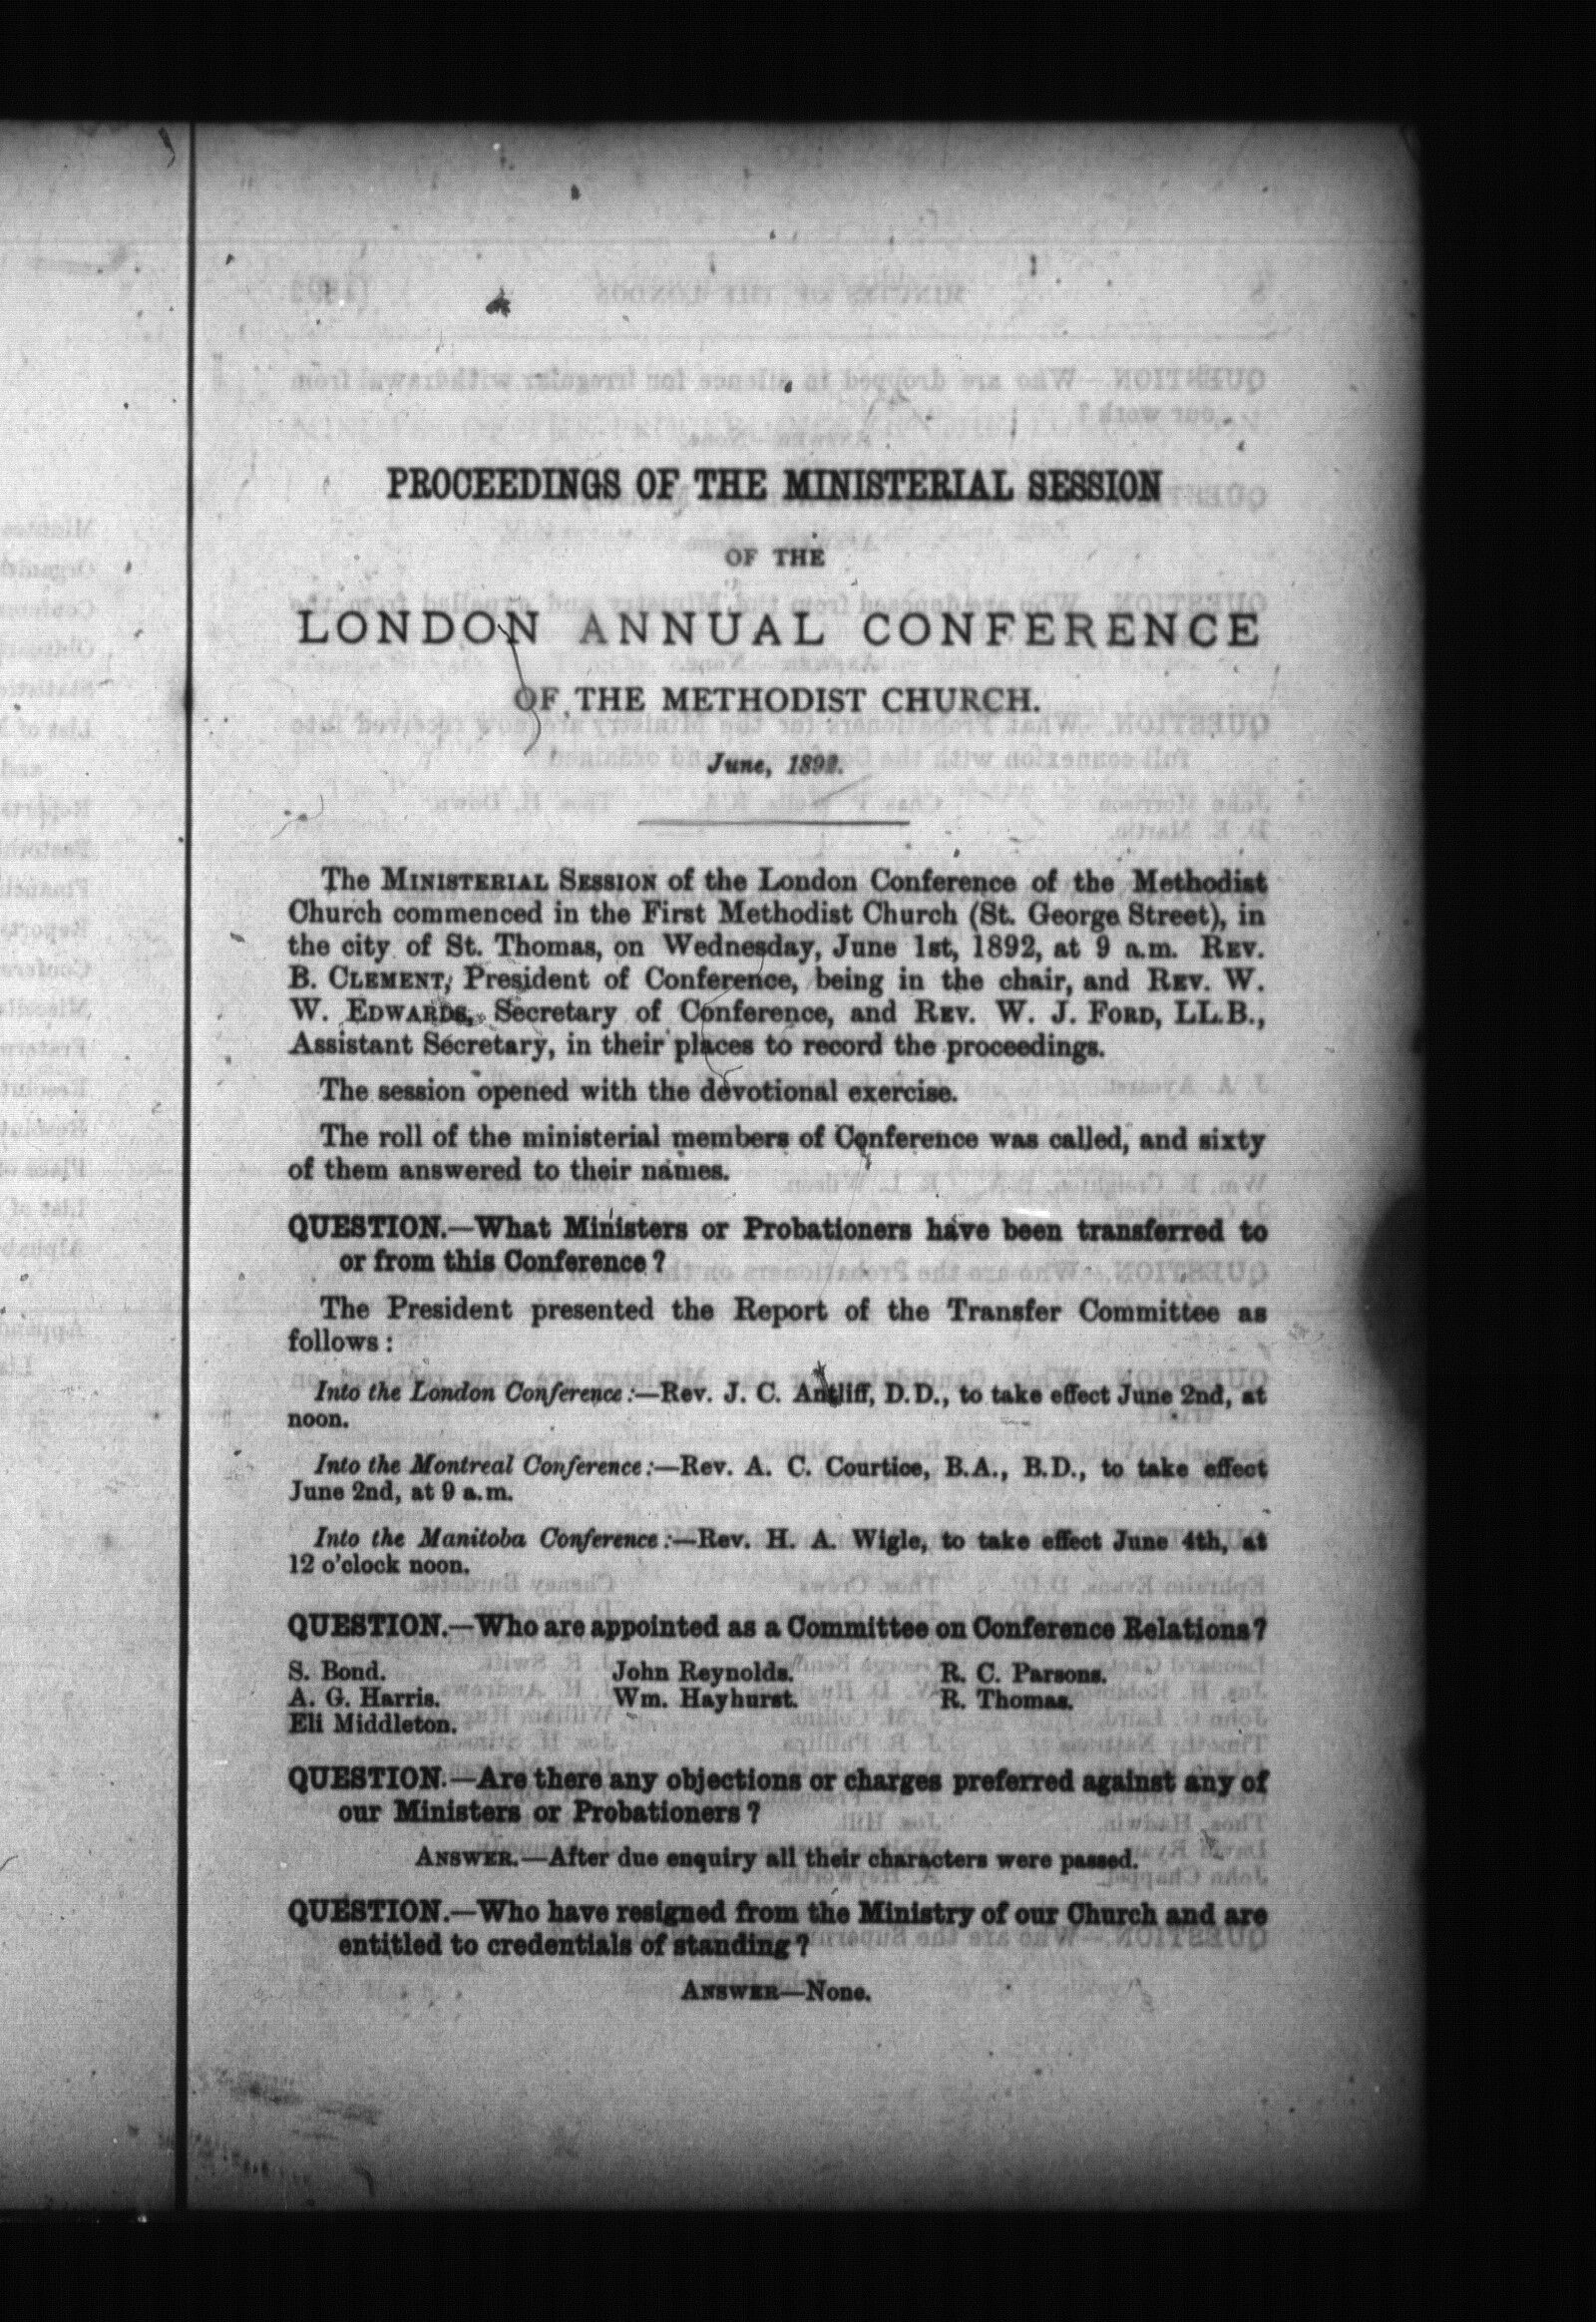 PROCEEDINGS OF THE MINISTERIAL SESSION
OF THE
LONDON ANNUAL CONFERENCE
OF THE METHODIST CHURCH.
June, 1892.
The MINISTERIAL SESSION of the London Conference of the Methodist
Church commenced in the First Methodist Church (St. George Street), in
the city of St. Thomas, on Wednesday, June 1st, 1892, at 9 a.m. REV.
B. CLEMENT, President of Conference, being in the chair, and REV. W.
W. EDWARDS, Secretary of Conference, and REV. W. J. FORD, LL.B.,
Assistant Secretary, in their places to record the proceedings.
The session opened with the devotional exercise.
The roll of the ministerial members of Conference was called, and sixty
of them answered to their names.
QUESTION.—What Ministers or Probationers have been transferred to
or from this Conference?
The President presented the Report of the Transfer Committee as
follows:
Into the London Conference:—Rev. J. C. Antliff, D.D., to take effect June 2nd, at
noon.
Into the Montreal Conference:—Rev. A. C. Courtice, B.A., B.D., to take effect
June 2nd, at 9 a.m.
Into the Manitoba Conference:—Rev. H. A. Wigle, to take effect June 4th, at
12 o'clock noon.
QUESTION.—Who are appointed as a Committee on Conference Relations?
S. Bond. John Reynolds. R. C. Parsons.
A. G. Harris. Wm. Hayhurst. R. Thomas.
Eli Middleton.
QUESTION.—Are there any objections or charges preferred against any of
our Ministers or Probationers?
ANSWER.—After due enquiry all their characters were passed.
QUESTION.—Who have resigned from the Ministry of our Church and are
entitled to credentials of standing?
ANSWER—None.